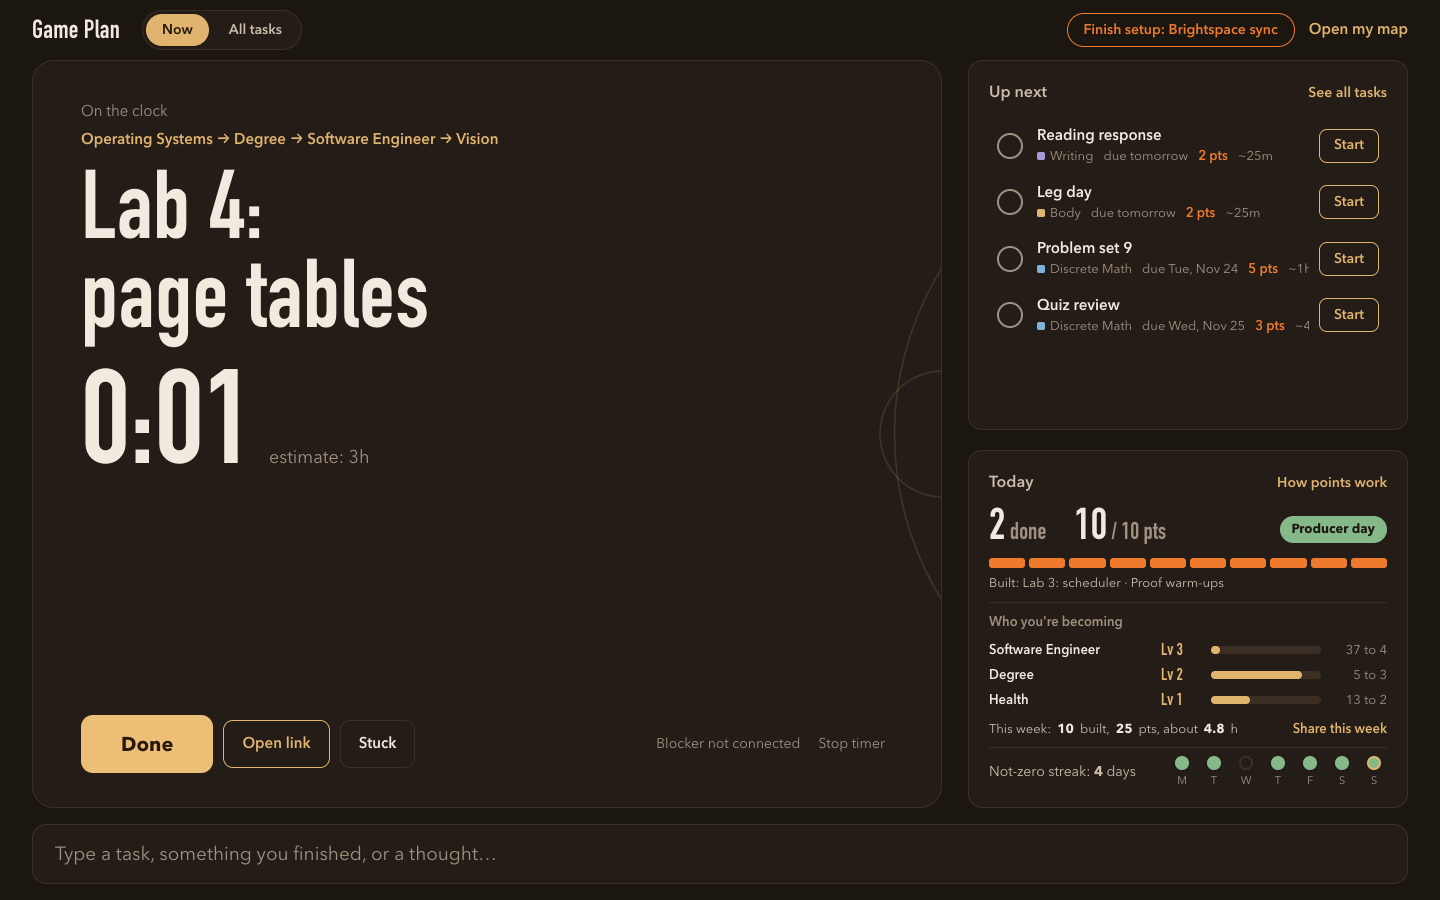 Game Plan
Now
All tasks
Finish setup: Brightspace sync
Open my map
On the clock
Operating Systems → Degree → Software Engineer → Vision
Lab 4:
page tables
0:01
estimate: 3h
Done
Open link
Stuck
Blocker not connected
Stop timer
Up next
See all tasks
Reading response
Writing due tomorrow 2 pts ~25m
Start
Leg day
Body due tomorrow 2 pts ~25m
Start
Problem set 9
Discrete Math due Tue, Nov 24 5 pts ~1h
Start
Quiz review
Discrete Math due Wed, Nov 25 3 pts ~4
Start
Today
How points work
2 done 10 / 10 pts
Producer day
Built: Lab 3: scheduler · Proof warm-ups
Who you're becoming
Software Engineer Lv 3 37 to 4
Degree Lv 2 5 to 3
Health Lv 1 13 to 2
This week: 10 built, 25 pts, about 4.8 h
Share this week
Not-zero streak: 4 days
M T W T F S S
Type a task, something you finished, or a thought...